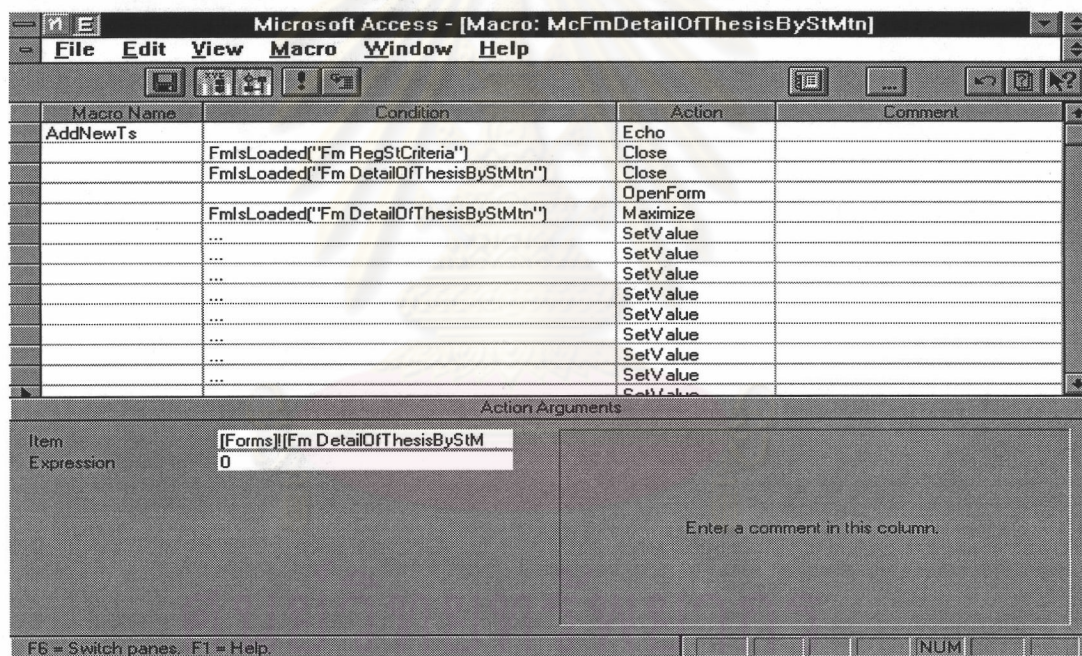 Microsoft Access - [Macro: McFmDetailOfThesisByStMtn]
File Edit View Macro Window Help
Macro Name Condition Action Comment
AddNewTs Echo
FmIsLoaded("Fm RegStCriteria") Close
FmIsLoaded("Fm DetailOfThesisByStMtn") Close
OpenForm
FmIsLoaded("Fm DetailOfThesisByStMtn") Maximize
... SetValue
... SetValue
... SetValue
... SetValue
... SetValue
... SetValue
... SetValue
... SetValue
SetValue
Action Arguments
Item [Forms]![Fm DetailOfThesisByStM
Expression 0
Enter a comment in this column.
F6 = Switch panes. F1 = Help. NUM